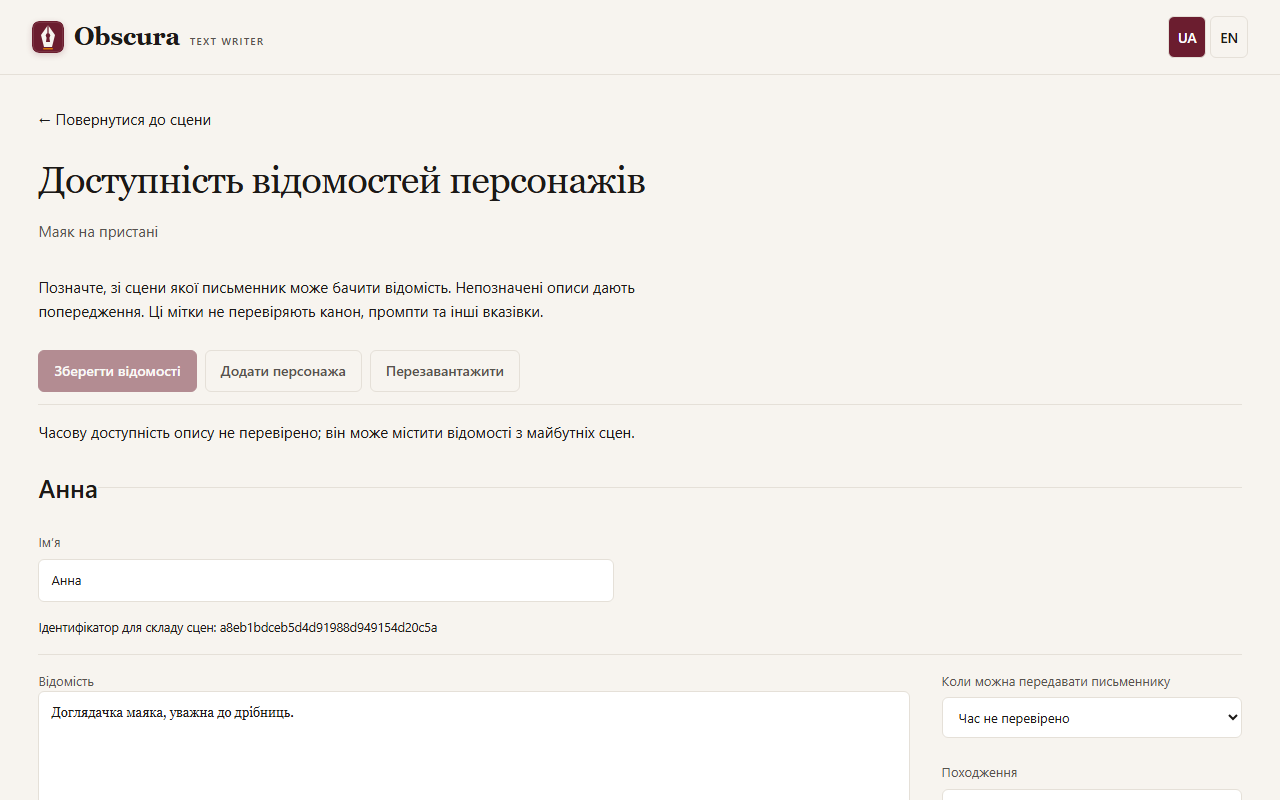 Obscura TEXT WRITER
UA EN
← Повернутися до сцени
Доступність відомостей персонажів
Маяк на пристані
Позначте, зі сцени якої письменник може бачити відомість. Непозначені описи дають
попередження. Ці мітки не перевіряють канон, промпти та інші вказівки.
Зберегти відомості Додати персонажа Перезавантажити
Часову доступність опису не перевірено; він може містити відомості з майбутніх сцен.
Анна
Ім'я
Анна
Ідентифікатор для складу сцен: a8eb1bdceb5d4d91988d949154d20c5a
Відомість Коли можна передавати письменнику
Доглядачка маяка, уважна до дрібниць.
Час не перевірено
Походження